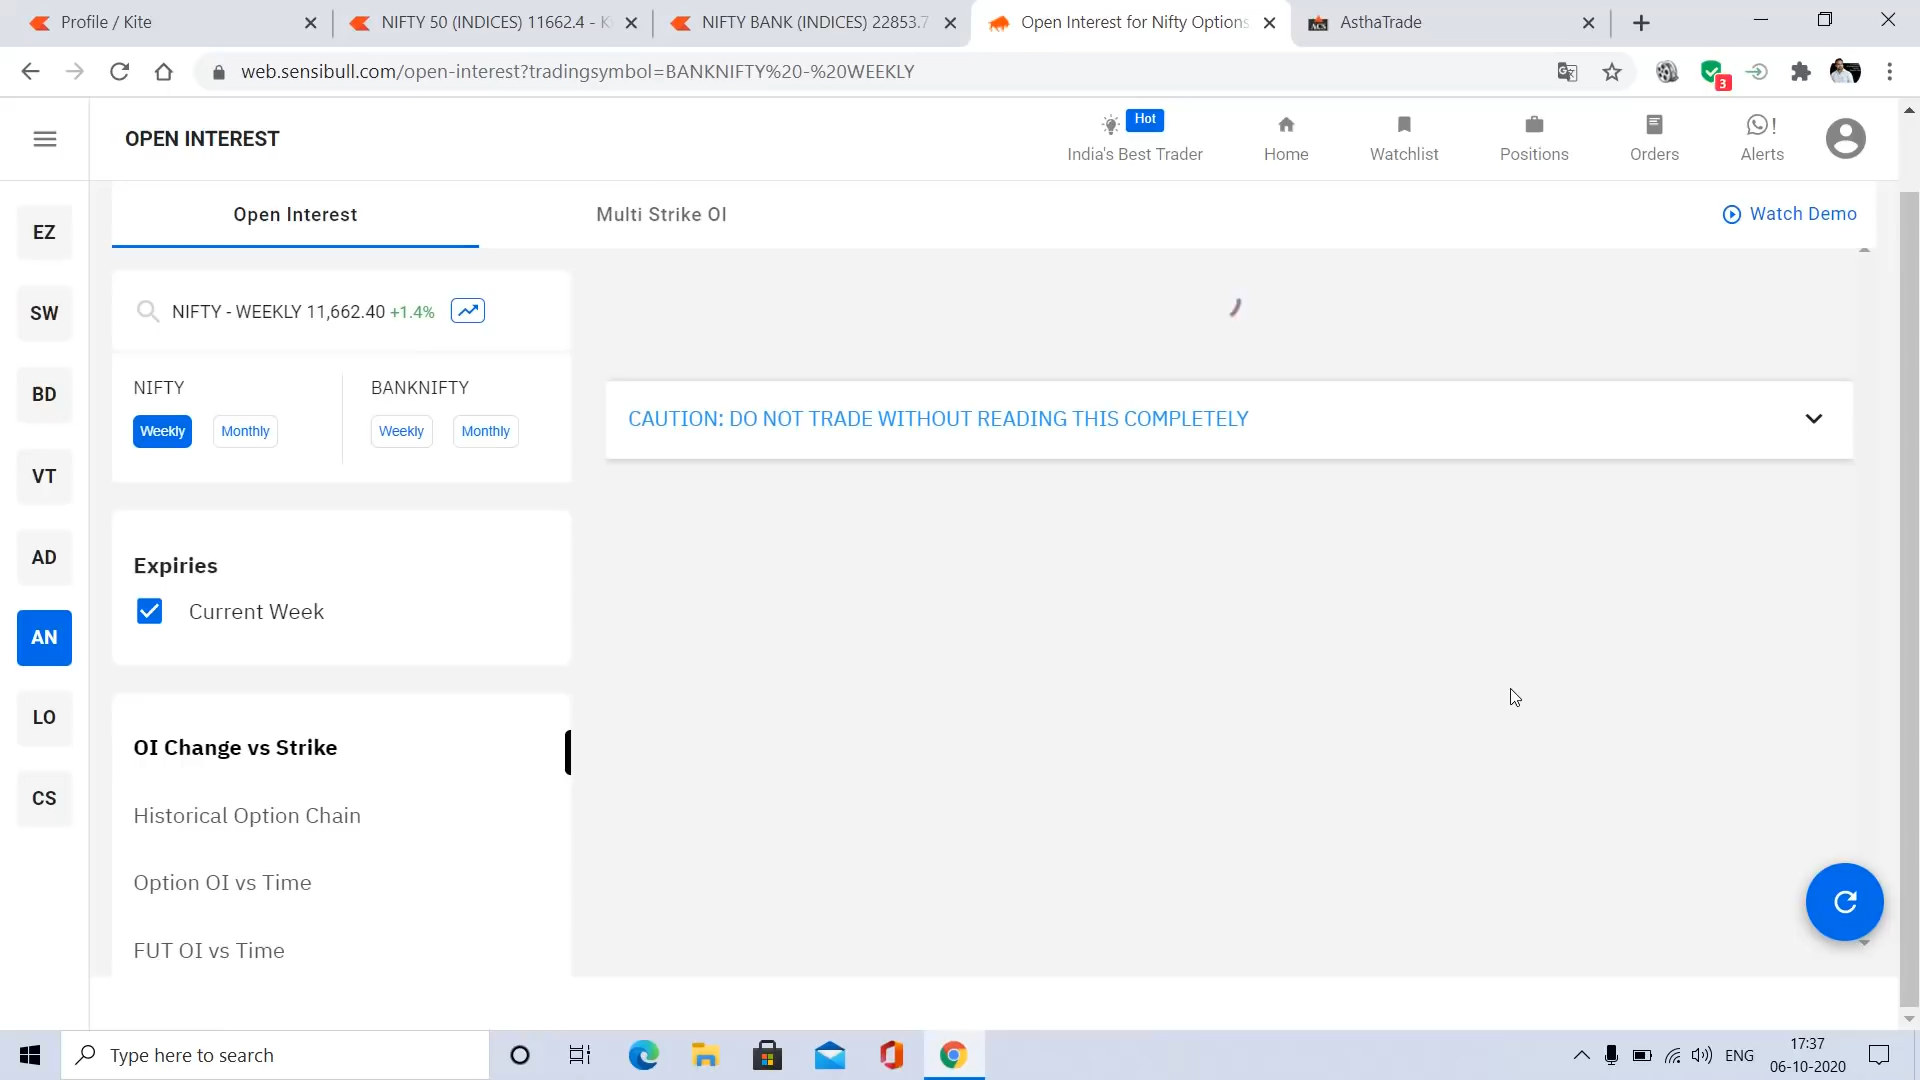 Profile / Kite
NIFTY 50 (INDICES) 11662.4 - K
NIFTY BANK (INDICES) 22853.7
Open Interest for Nifty Options
AsthaTrade
web.sensibull.com/open-interest?tradingsymbol=BANKNIFTY%20-%20WEEKLY
3
OPEN INTEREST
Hot
India's Best Trader
Home
Watchlist
Positions
Orders
!
Alerts
Open Interest
Multi Strike OI
Watch Demo
EZ
SW
BD
VT
AD
AN
LO
CS
NIFTY - WEEKLY 11,662.40 +1.4%
NIFTY
BANKNIFTY
Weekly
Monthly
Weekly
Monthly
CAUTION: DO NOT TRADE WITHOUT READING THIS COMPLETELY
Expiries
Current Week
OI Change vs Strike
Historical Option Chain
Option OI vs Time
FUT OI vs Time
Type here to search
ENG
17:37
06-10-2020